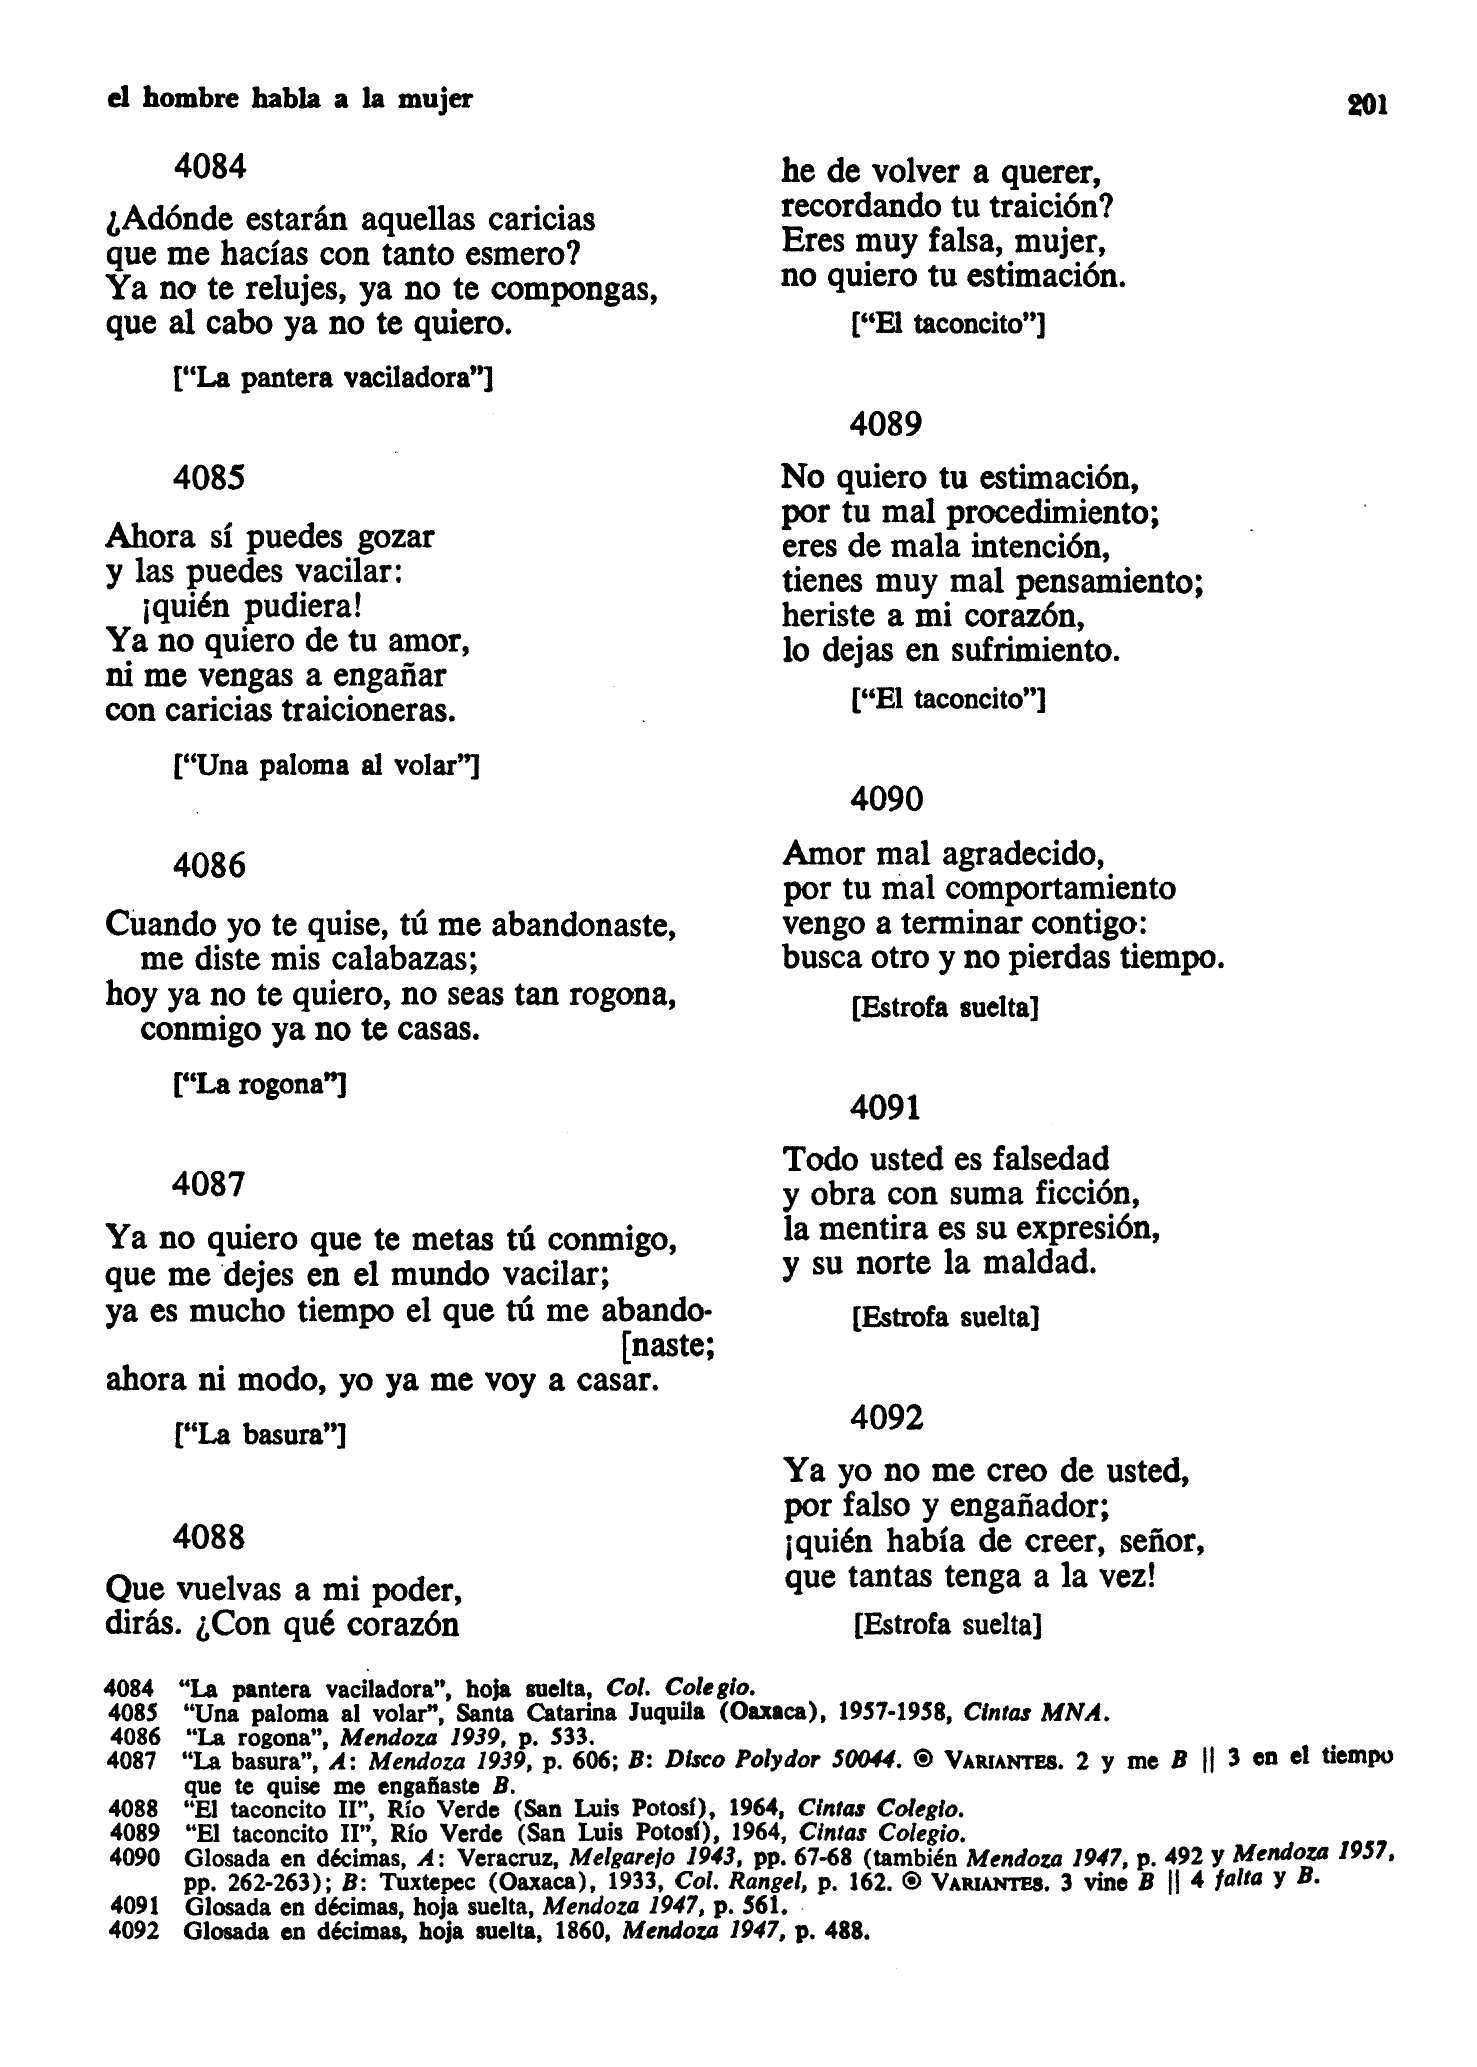 el hombre habla a la mujer
201
4084
¿Adónde estarán aquellas caricias
que me hacías con tanto esmero?
Ya no te relujes, ya no te compongas,
que al cabo ya no te quiero.
[“La pantera vaciladora”]
4085
Ahora sí puedes gozar
y las puedes vacilar:
¡quién pudiera!
Ya no quiero de tu amor,
ni me vengas a engañar
con caricias traicioneras.
[“Una paloma al volar”]
4086
Cuando yo te quise, tú me abandonaste,
me diste mis calabazas;
hoy ya no te quiero, no seas tan rogona,
conmigo ya no te casas.
[“La rogona”]
4087
Ya no quiero que te metas tú conmigo,
que me dejes en el mundo vacilar;
ya es mucho tiempo el que tú me abando-
[naste;
ahora ni modo, yo ya me voy a casar.
[“La basura”]
4088
Que vuelvas a mi poder,
dirás. ¿Con qué corazón
he de volver a querer,
recordando tu traición?
Eres muy falsa, mujer,
no quiero tu estimación.
[“El taconcito”]
4089
No quiero tu estimación,
por tu mal procedimiento;
eres de mala intención,
tienes muy mal pensamiento;
heriste a mi corazón,
lo dejas en sufrimiento.
[“El taconcito”]
4090
Amor mal agradecido,
por tu mal comportamiento
vengo a terminar contigo:
busca otro y no pierdas tiempo.
[Estrofa suelta]
4091
Todo usted es falsedad
y obra con suma ficción,
la mentira es su expresión,
y su norte la maldad.
[Estrofa suelta]
4092
Ya yo no me creo de usted,
por falso y engañador;
¡quién había de creer, señor,
que tantas tenga a la vez!
[Estrofa suelta]
4084 “La pantera vaciladora”, hoja suelta, Col. Colegio.
4085 “Una paloma al volar”, Santa Catarina Juquila (Oaxaca), 1957-1958, Cintas MNA.
4086 “La rogona”, Mendoza 1939, p. 533.
4087 “La basura”, A: Mendoza 1939, p. 606; B: Disco Polydor 50044. ® VARIANTES. 2 y me B || 3 en el tiempo
que te quise me engañaste B.
4088 “El taconcito II”, Río Verde (San Luis Potosí), 1964, Cintas Colegio.
4089 “El taconcito II”, Río Verde (San Luis Potosí), 1964, Cintas Colegio.
4090 Glosada en décimas, A: Veracruz, Melgarejo 1943, pp. 67-68 (también Mendoza 1947, p. 492 y Mendoza 1957,
pp. 262-263); B: Tuxtepec (Oaxaca), 1933, Col. Rangel, p. 162. ® VARIANTES. 3 vine B || 4 falta y B.
4091 Glosada en décimas, hoja suelta, Mendoza 1947, p. 561.
4092 Glosada en décimas, hoja suelta, 1860, Mendoza 1947, p. 488.